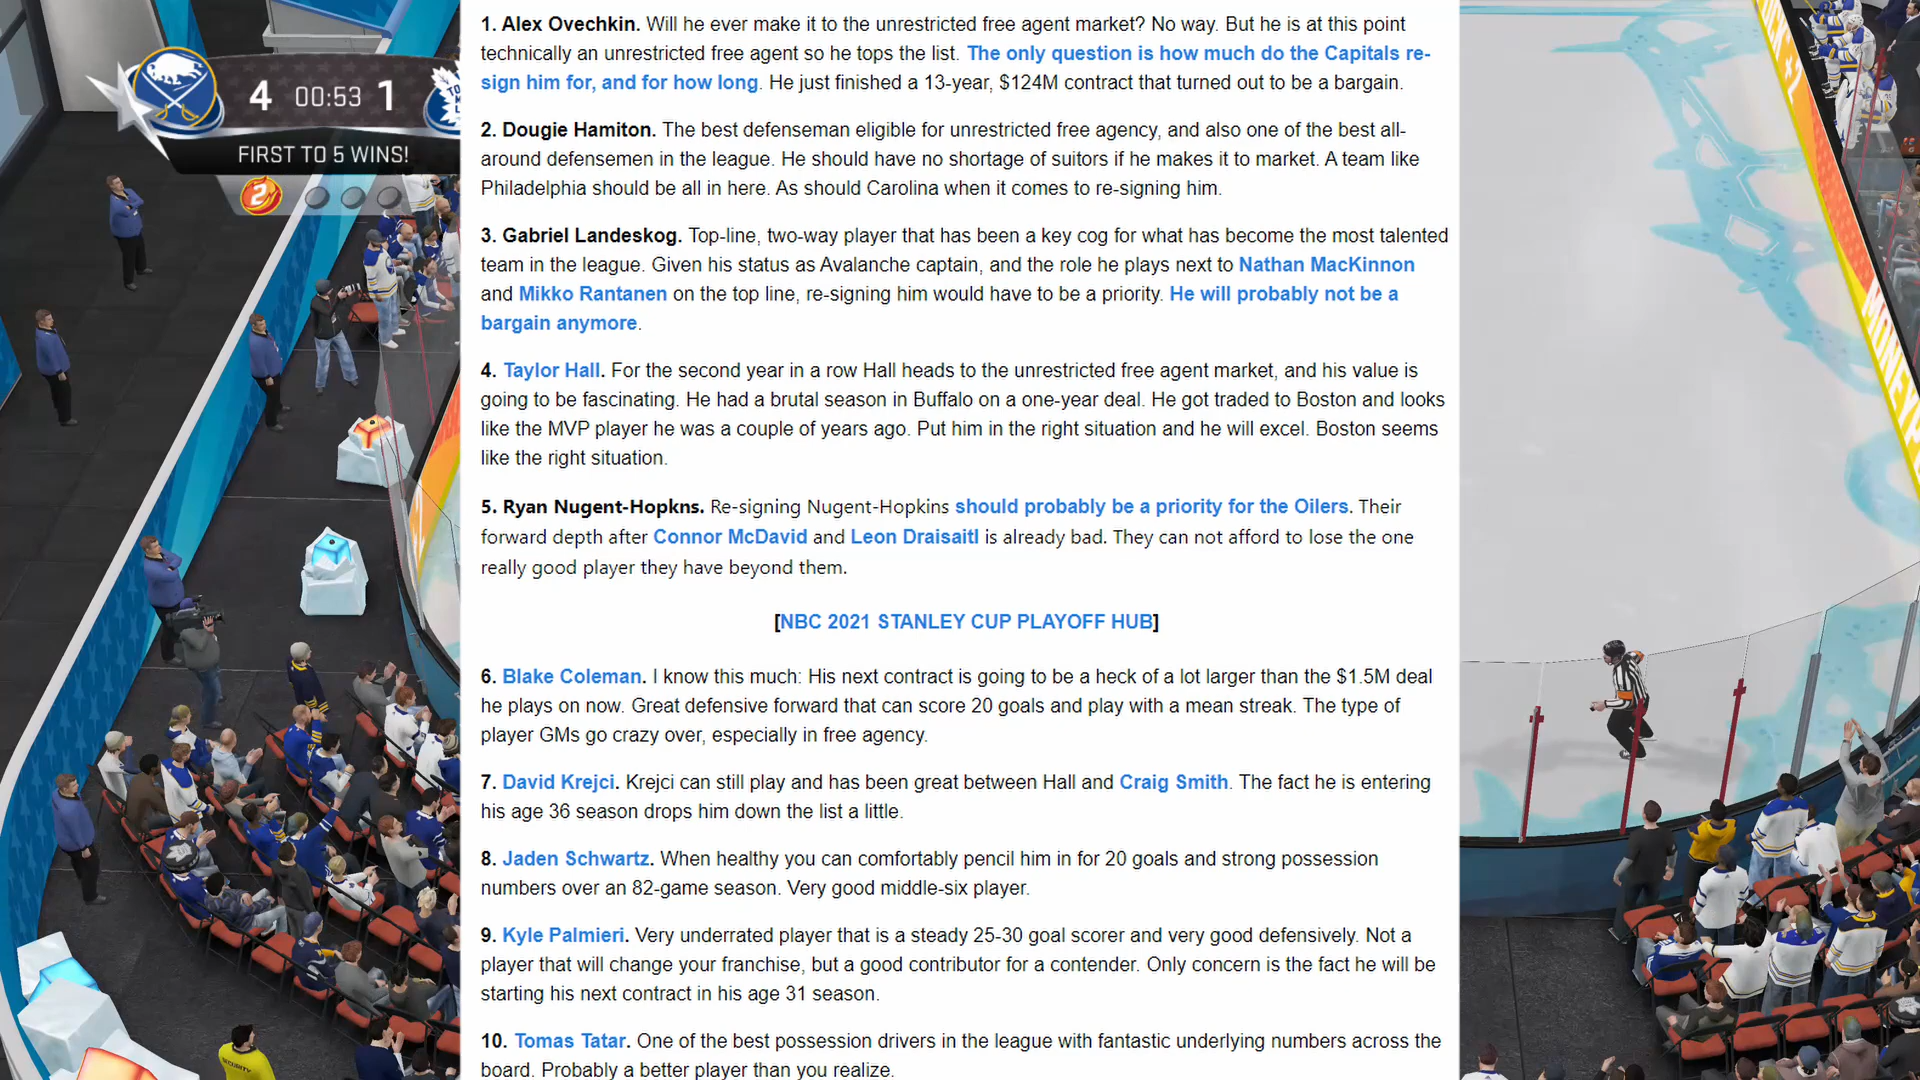 4 00:53 1
FIRST TO 5 WINS!
2
1. Alex Ovechkin. Will he ever make it to the unrestricted free agent market? No way. But he is at this point
technically an unrestricted free agent so he tops the list. The only question is how much do the Capitals re-
sign him for, and for how long. He just finished a 13-year, $124M contract that turned out to be a bargain.
2. Dougie Hamiton. The best defenseman eligible for unrestricted free agency, and also one of the best all-
around defensemen in the league. He should have no shortage of suitors if he makes it to market. A team like
Philadelphia should be all in here. As should Carolina when it comes to re-signing him.
3. Gabriel Landeskog. Top-line, two-way player that has been a key cog for what has become the most talented
team in the league. Given his status as Avalanche captain, and the role he plays next to Nathan MacKinnon
and Mikko Rantanen on the top line, re-signing him would have to be a priority. He will probably not be a
bargain anymore.
4. Taylor Hall. For the second year in a row Hall heads to the unrestricted free agent market, and his value is
going to be fascinating. He had a brutal season in Buffalo on a one-year deal. He got traded to Boston and looks
like the MVP player he was a couple of years ago. Put him in the right situation and he will excel. Boston seems
like the right situation.
5. Ryan Nugent-Hopkns. Re-signing Nugent-Hopkins should probably be a priority for the Oilers. Their
forward depth after Connor McDavid and Leon Draisaitl is already bad. They can not afford to lose the one
really good player they have beyond them.
[NBC 2021 STANLEY CUP PLAYOFF HUB]
6. Blake Coleman. I know this much: His next contract is going to be a heck of a lot larger than the $1.5M deal
he plays on now. Great defensive forward that can score 20 goals and play with a mean streak. The type of
player GMs go crazy over, especially in free agency.
7. David Krejci. Krejci can still play and has been great between Hall and Craig Smith. The fact he is entering
his age 36 season drops him down the list a little.
8. Jaden Schwartz. When healthy you can comfortably pencil him in for 20 goals and strong possession
numbers over an 82-game season. Very good middle-six player.
9. Kyle Palmieri. Very underrated player that is a steady 25-30 goal scorer and very good defensively. Not a
player that will change your franchise, but a good contributor for a contender. Only concern is the fact he will be
starting his next contract in his age 31 season.
10. Tomas Tatar. One of the best possession drivers in the league with fantastic underlying numbers across the
board. Probably a better player than you realize.
SECURITY